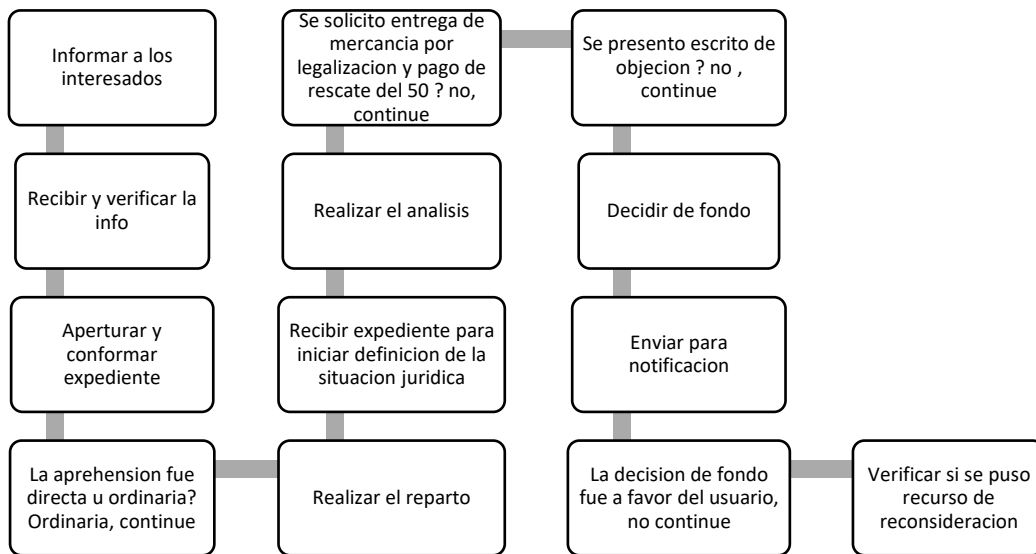 Informar a los
interesados
Recibir y verificar la
info
Aperturar y
conformar
expediente
La aprehension fue
directa u ordinaria?
Ordinaria, continue
Realizar el reparto
Recibir expediente para
iniciar definicion de la
situacion juridica
Realizar el analisis
Se solicito entrega de
mercancia por
legalizacion y pago de
rescate del 50 ? no,
continue
Se presento escrito de
objecion ? no ,
continue
Decidir de fondo
Enviar para
notificacion
La decision de fondo
fue a favor del usuario,
no continue
Verificar si se puso
recurso de
reconsideracion